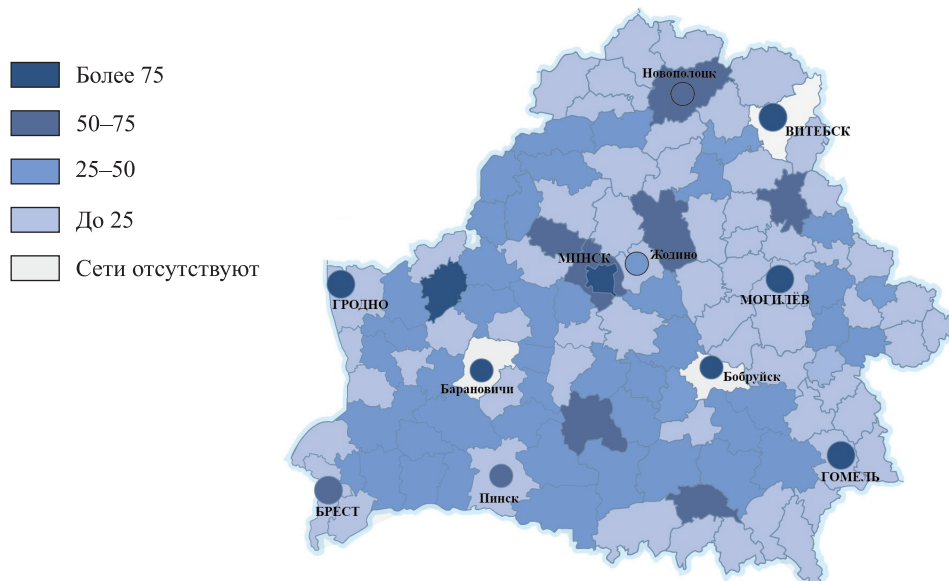 Более 75
50–75
25–50
До 25
Сети отсутствуют
Новополоцк
ВИТЕБСК
МИНСК
Жодино
ГРОДНО
МОГИЛЁВ
Барановичи
Бобруйск
Пинск
ГОМЕЛЬ
БРЕСТ